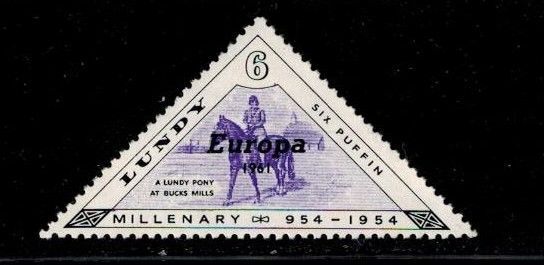 6
LUNDY
SIX PUFFIN
Europa
1961
A LUNDY PONY
AT BUCKS MILLS
MILLENARY 954-1954